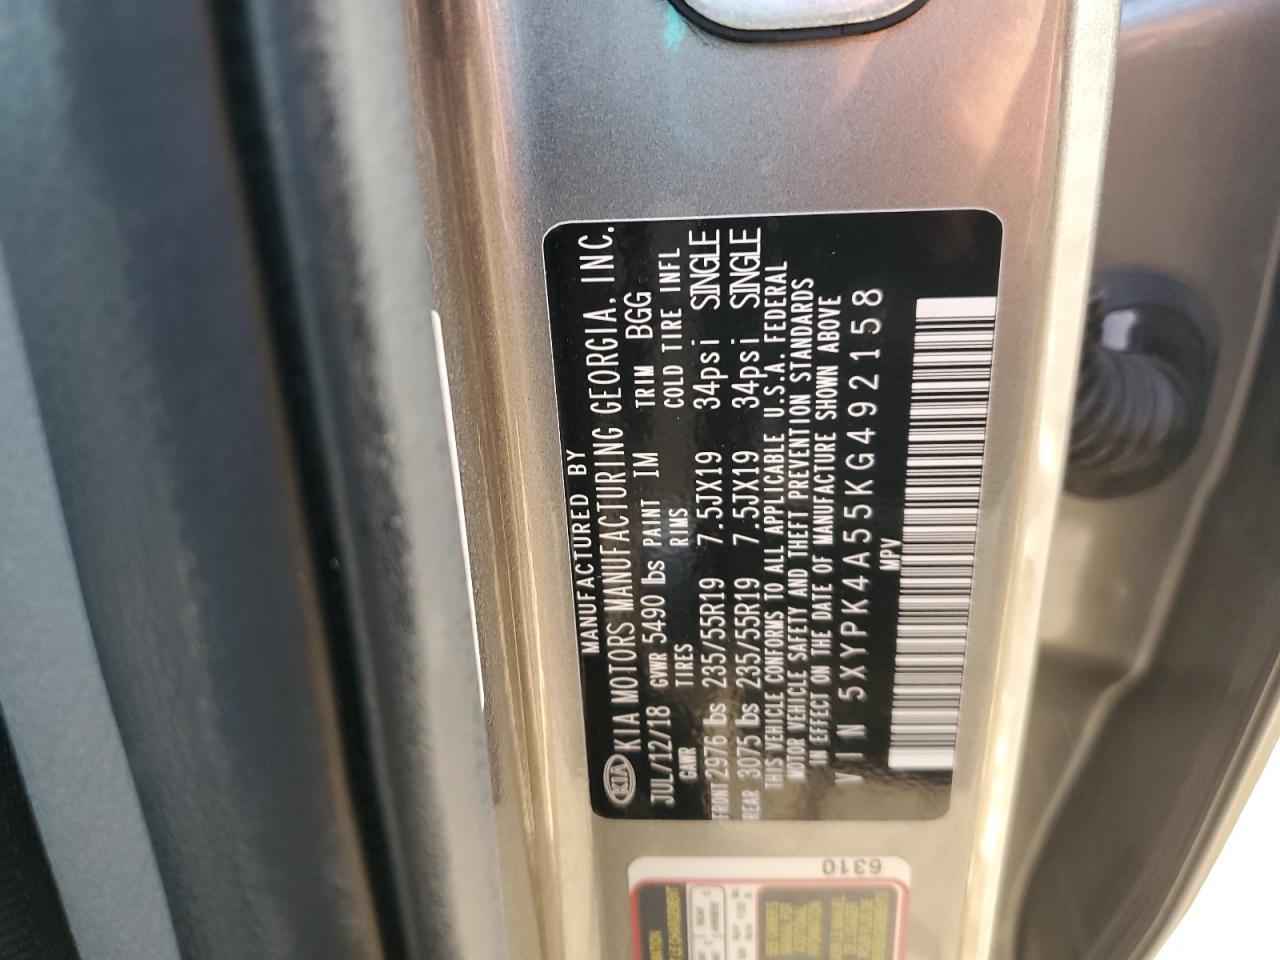 MANUFACTURED BY
KIA KIA MOTORS MANUFACTURING GEORGIA, INC.
JUL/12/18 GVWR 5490 lbs PAINT IM TRIM BGG
GAWR TIRES RIMS COLD TIRE INFL
FRONT 2976 lbs 235/55R19 7.5JX19 34psi SINGLE
REAR 3075 lbs 235/55R19 7.5JX19 34psi SINGLE
THIS VEHICLE CONFORMS TO ALL APPLICABLE U.S.A. FEDERAL
MOTOR VEHICLE SAFETY AND THEFT PREVENTION STANDARDS
IN EFFECT ON THE DATE OF MANUFACTURE SHOWN ABOVE
VIN 5XYPK4A55KG492158
MPV
6310